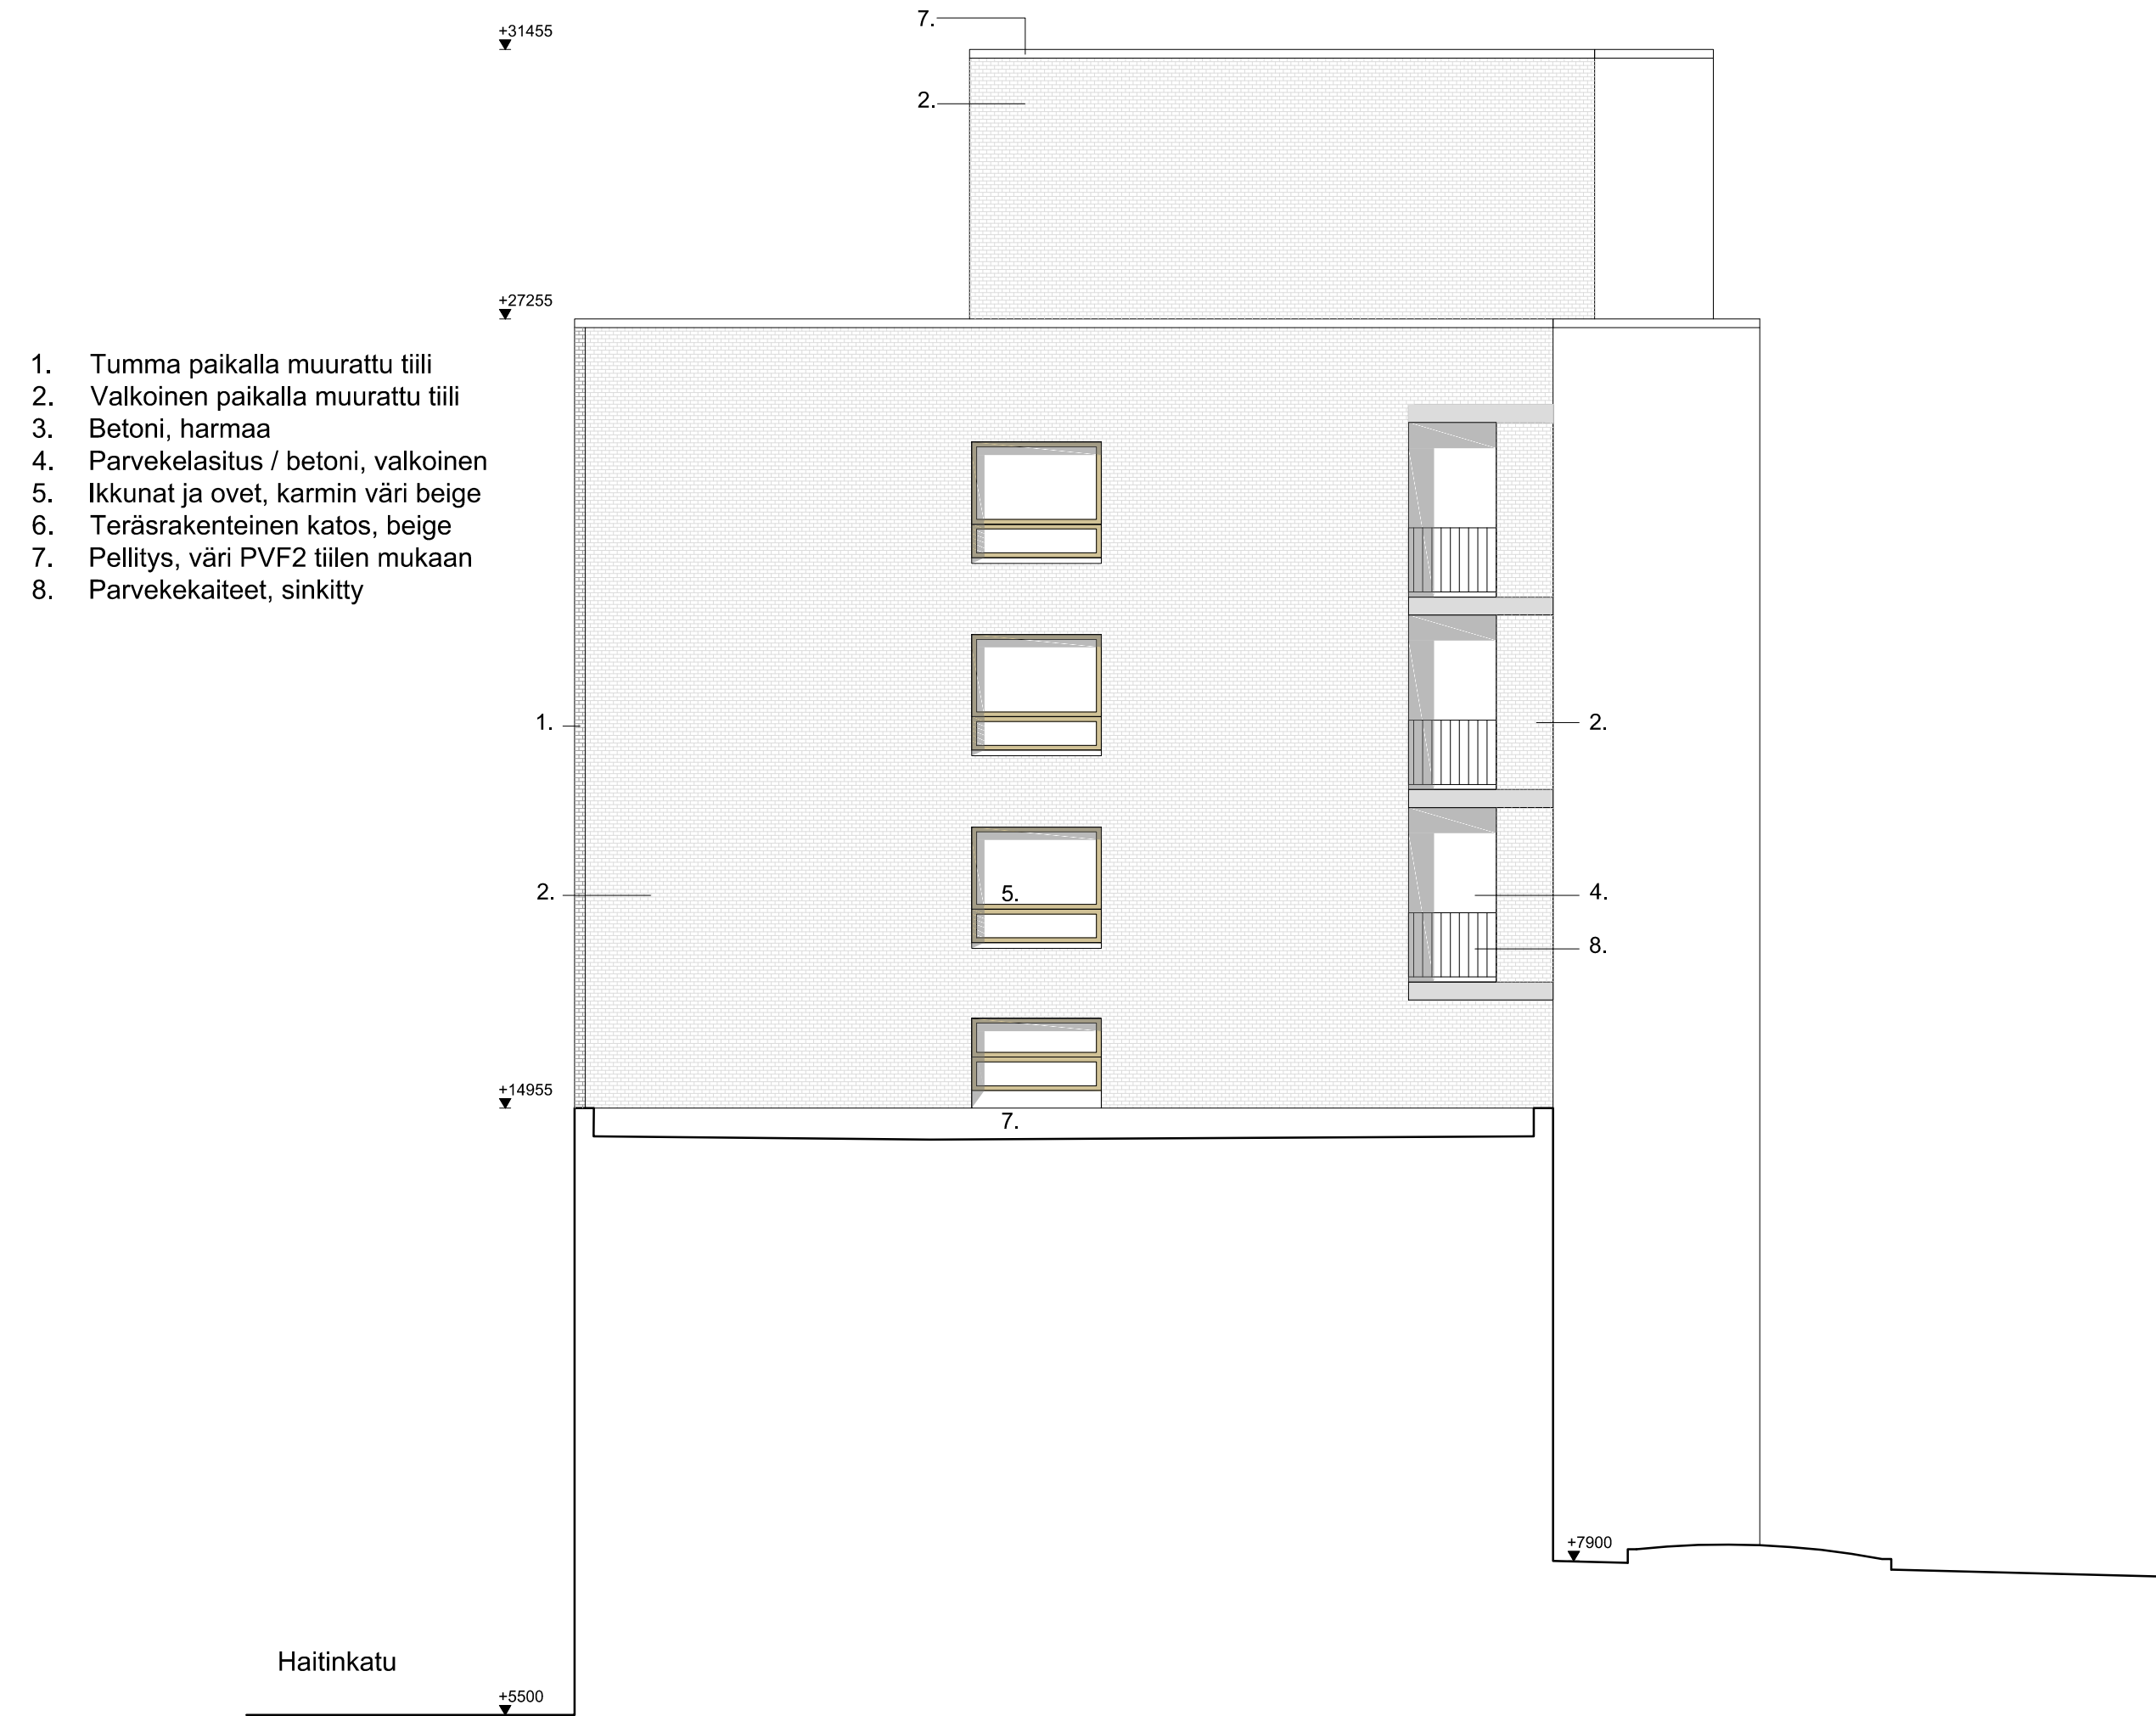 7.
+31455
2.
+27255
1. Tumma paikalla muurattu tiili
2. Valkoinen paikalla muurattu tiili
3. Betoni, harmaa
4. Parvekelasitus / betoni, valkoinen
5. Ikkunat ja ovet, karmin väri beige
6. Teräsrakenteinen katos, beige
7. Pellitys, väri PVF2 tiilen mukaan
8. Parvekekaiteet, sinkitty
1.
2.
2.
5.
4.
8.
+14955
7.
+7900
Haitinkatu
+5500